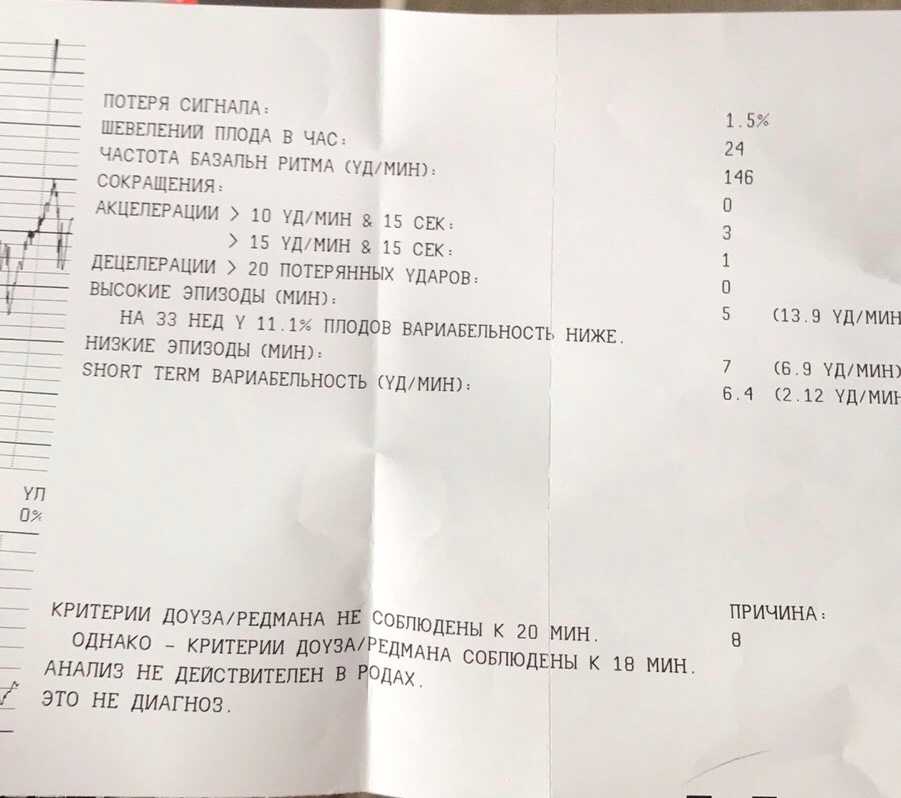 ПОТЕРЯ СИГНАЛА: 1.5%
ШЕВЕЛЕНИЙ ПЛОДА В ЧАС: 24
ЧАСТОТА БАЗАЛЬН РИТМА (УД/МИН): 146
СОКРАЩЕНИЯ: 0
АКЦЕЛЕРАЦИИ > 10 УД/МИН & 15 СЕК: 3
> 15 УД/МИН & 15 СЕК: 1
ДЕЦЕЛЕРАЦИИ > 20 ПОТЕРЯННЫХ УДАРОВ: 0
ВЫСОКИЕ ЭПИЗОДЫ (МИН): 5 (13.9 УД/МИН
НА 33 НЕД У 11.1% ПЛОДОВ ВАРИАБЕЛЬНОСТЬ НИЖЕ.
НИЗКИЕ ЭПИЗОДЫ (МИН): 7 (6.9 УД/МИН)
SHORT TERM ВАРИАБЕЛЬНОСТЬ (УД/МИН): 6.4 (2.12 УД/МИН
УЛ
0%
КРИТЕРИИ ДОУЗА/РЕДМАНА НЕ СОБЛЮДЕНЫ К 20 МИН. ПРИЧИНА:
ОДНАКО - КРИТЕРИИ ДОУЗА/РЕДМАНА СОБЛЮДЕНЫ К 18 МИН. 8
АНАЛИЗ НЕ ДЕЙСТВИТЕЛЕН В РОДАХ.
ЭТО НЕ ДИАГНОЗ.